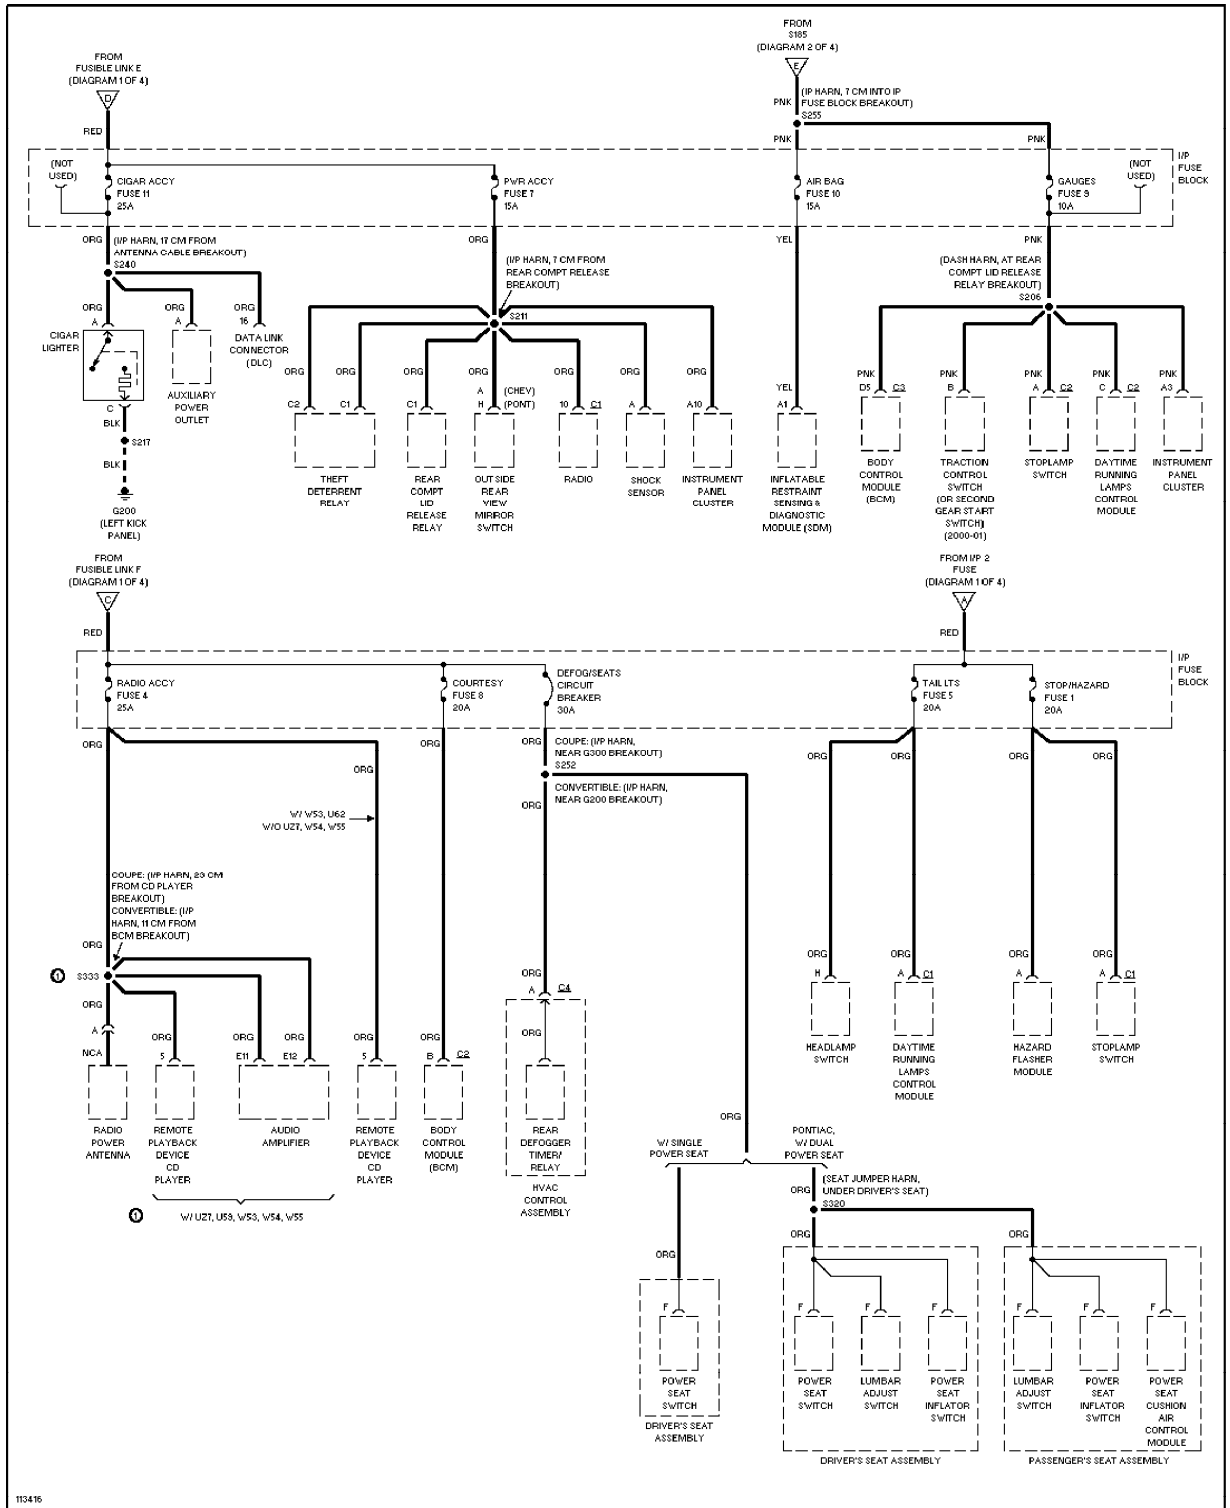 FROM
S185
(DIAGRAM 2 OF 4)
E
FROM
FUSIBLE LINK E
(DIAGRAM 1 OF 4)
D
RED
PNK
(IP HARN, 7 CM INTO IP
FUSE BLOCK BREAKOUT)
S255
PNK
PNK
(NOT
USED)
CIGAR ACCY
FUSE 11
25A
PWR ACCY
FUSE 7
15A
AIR BAG
FUSE 10
15A
GAUGES
FUSE 9
10A
(NOT
USED)
I/P
FUSE
BLOCK
ORG
(I/P HARN, 17 CM FROM
ANTENNA CABLE BREAKOUT)
S240
ORG
(I/P HARN, 7 CM FROM
REAR COMPT RELEASE
BREAKOUT)
S211
YEL
PNK
(DASH HARN, AT REAR
COMPT LID RELEASE
RELAY BREAKOUT)
S206
ORG
A
ORG
A
ORG
16
CIGAR
LIGHTER
DATA LINK
CONNECTOR
(DLC)
AUXILIARY
POWER
OUTLET
C
BLK
S217
BLK
G200
(LEFT KICK
PANEL)
ORG
C2
ORG
C1
ORG
C1
ORG
A
(CHEV)
H
(PONT)
ORG
10
C1
ORG
A
ORG
A10
YEL
A1
PNK
D5
C3
PNK
B
PNK
A
C2
PNK
C
C2
PNK
A3
THEFT
DETERRENT
RELAY
REAR
COMPT
LID
RELEASE
RELAY
OUTSIDE
REAR
VIEW
MIRROR
SWITCH
RADIO
SHOCK
SENSOR
INSTRUMENT
PANEL
CLUSTER
INFLATABLE
RESTRAINT
SENSING &
DIAGNOSTIC
MODULE (SDM)
BODY
CONTROL
MODULE
(BCM)
TRACTION
CONTROL
SWITCH
(OR SECOND
GEAR START
SWITCH)
(2000-01)
STOPLAMP
SWITCH
DAYTIME
RUNNING
LAMPS
CONTROL
MODULE
INSTRUMENT
PANEL
CLUSTER
FROM
FUSIBLE LINK F
(DIAGRAM 1 OF 4)
C
RED
FROM I/P 2
FUSE
(DIAGRAM 1 OF 4)
A
RED
RADIO ACCY
FUSE 4
25A
COURTESY
FUSE 8
20A
DEFOG/SEATS
CIRCUIT
BREAKER
30A
TAIL LTS
FUSE 5
20A
STOP/HAZARD
FUSE 1
20A
I/P
FUSE
BLOCK
ORG
ORG
ORG
ORG
COUPE: (I/P HARN,
NEAR G300 BREAKOUT)
S252
CONVERTIBLE: (I/P HARN,
NEAR G200 BREAKOUT)
ORG
ORG
ORG
ORG
ORG
W/ W53, U62
W/O UZ7, W54, W55
COUPE: (I/P HARN, 23 CM
FROM CD PLAYER
BREAKOUT)
CONVERTIBLE: (I/P
HARN, 11 CM FROM
BCM BREAKOUT)
ORG
1
S333
ORG
A
NCA
ORG
5
ORG
E11
ORG
E12
ORG
5
ORG
B
C2
ORG
A
C4
ORG
ORG
H
ORG
A
C1
ORG
A
ORG
A
C1
HEADLAMP
SWITCH
DAYTIME
RUNNING
LAMPS
CONTROL
MODULE
HAZARD
FLASHER
MODULE
STOPLAMP
SWITCH
RADIO
POWER
ANTENNA
REMOTE
PLAYBACK
DEVICE
CD
PLAYER
AUDIO
AMPLIFIER
REMOTE
PLAYBACK
DEVICE
CD
PLAYER
BODY
CONTROL
MODULE
(BCM)
REAR
DEFOGGER
TIMER/
RELAY
HVAC
CONTROL
ASSEMBLY
1
W/ UZ7, U59, W53, W54, W55
ORG
W/ SINGLE
POWER SEAT
PONTIAC,
W/ DUAL
POWER SEAT
ORG
(SEAT JUMPER HARN,
UNDER DRIVER'S SEAT)
S320
ORG
ORG
ORG
F
F
F
F
F
F
F
POWER
SEAT
SWITCH
DRIVER'S SEAT
ASSEMBLY
POWER
SEAT
SWITCH
LUMBAR
ADJUST
SWITCH
POWER
SEAT
INFLATOR
SWITCH
DRIVER'S SEAT ASSEMBLY
LUMBAR
ADJUST
SWITCH
POWER
SEAT
INFLATOR
SWITCH
POWER
SEAT
CUSHION
AIR
CONTROL
MODULE
PASSENGER'S SEAT ASSEMBLY
113416